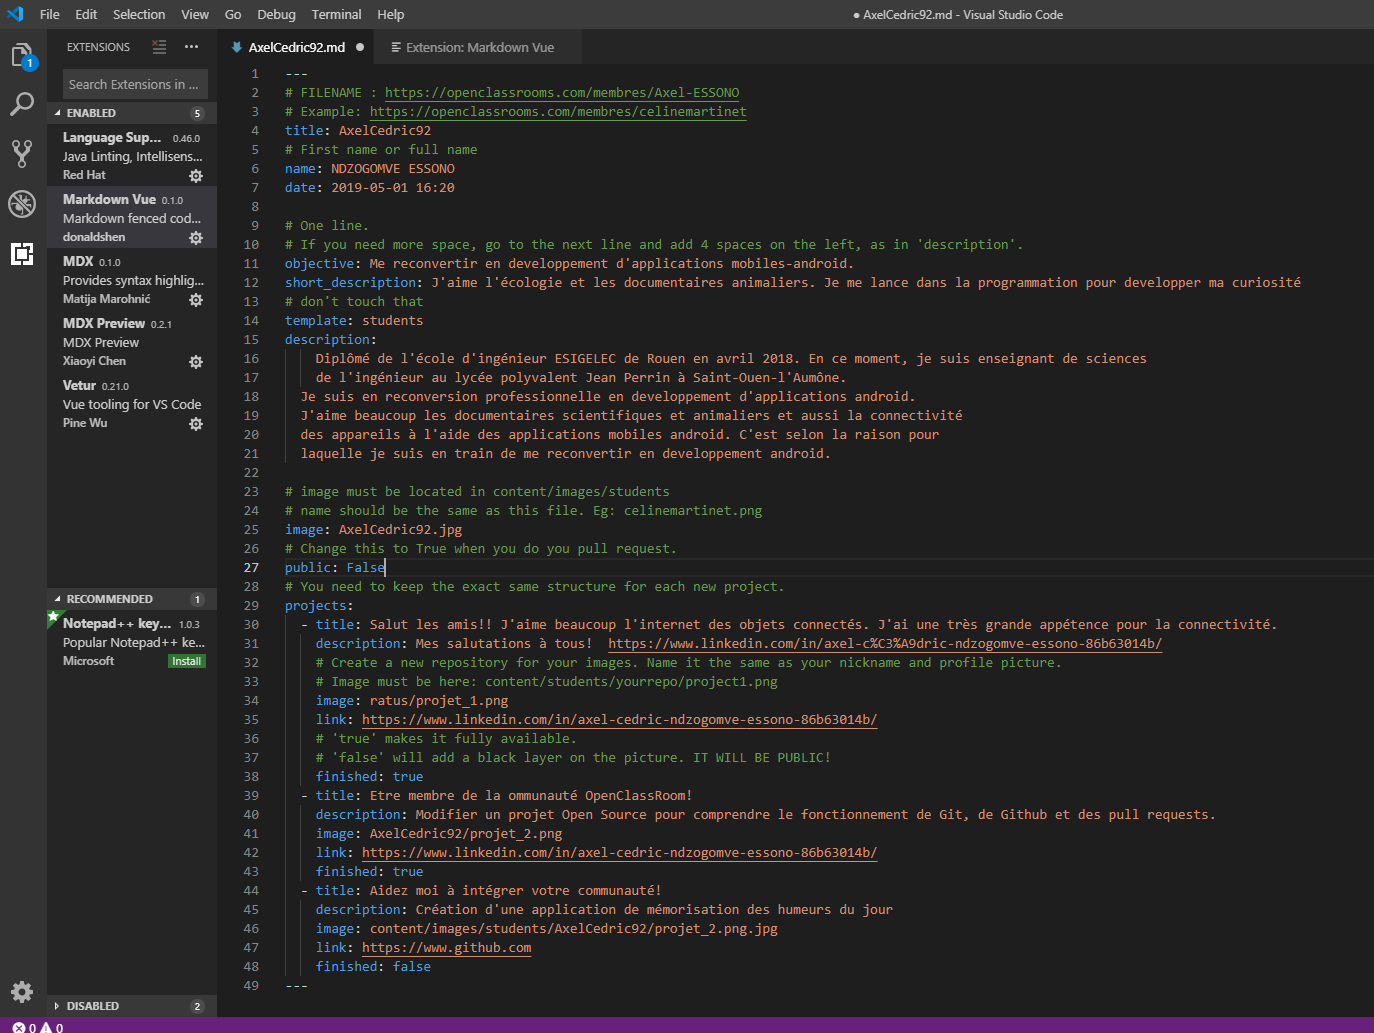 File Edit Selection View Go Debug Terminal Help
● AxelCedric92.md - Visual Studio Code
EXTENSIONS
AxelCedric92.md
Extension: Markdown Vue
1
Search Extensions in ...
ENABLED 5
Language Sup... 0.46.0
Java Linting, Intellisens...
Red Hat
Markdown Vue 0.1.0
Markdown fenced cod...
donaldshen
MDX 0.1.0
Provides syntax highlig...
Matija Marohnić
MDX Preview 0.2.1
MDX Preview
Xiaoyi Chen
Vetur 0.21.0
Vue tooling for VS Code
Pine Wu
RECOMMENDED 1
Notepad++ key... 1.0.3
Popular Notepad++ ke...
Microsoft Install
DISABLED 2
1 ---
2 # FILENAME : https://openclassrooms.com/membres/Axel-ESSONO
3 # Example: https://openclassrooms.com/membres/celinemartinet
4 title: AxelCedric92
5 # First name or full name
6 name: NDZOGOMVE ESSONO
7 date: 2019-05-01 16:20
8
9 # One line.
10 # If you need more space, go to the next line and add 4 spaces on the left, as in 'description'.
11 objective: Me reconvertir en developpement d'applications mobiles-android.
12 short_description: J'aime l'écologie et les documentaires animaliers. Je me lance dans la programmation pour developper ma curiosité
13 # don't touch that
14 template: students
15 description:
16 Diplômé de l'école d'ingénieur ESIGELEC de Rouen en avril 2018. En ce moment, je suis enseignant de sciences
17 de l'ingénieur au lycée polyvalent Jean Perrin à Saint-Ouen-l'Aumône.
18 Je suis en reconversion professionnelle en developpement d'applications android.
19 J'aime beaucoup les documentaires scientifiques et animaliers et aussi la connectivité
20 des appareils à l'aide des applications mobiles android. C'est selon la raison pour
21 laquelle je suis en train de me reconvertir en developpement android.
22
23 # image must be located in content/images/students
24 # name should be the same as this file. Eg: celinemartinet.png
25 image: AxelCedric92.jpg
26 # Change this to True when you do you pull request.
27 public: False
28 # You need to keep the exact same structure for each new project.
29 projects:
30 - title: Salut les amis!! J'aime beaucoup l'internet des objets connectés. J'ai une très grande appétence pour la connectivité.
31 description: Mes salutations à tous! https://www.linkedin.com/in/axel-c%C3%A9dric-ndzogomve-essono-86b63014b/
32 # Create a new repository for your images. Name it the same as your nickname and profile picture.
33 # Image must be here: content/students/yourrepo/project1.png
34 image: ratus/projet_1.png
35 link: https://www.linkedin.com/in/axel-cedric-ndzogomve-essono-86b63014b/
36 # 'true' makes it fully available.
37 # 'false' will add a black layer on the picture. IT WILL BE PUBLIC!
38 finished: true
39 - title: Etre membre de la ommunauté OpenClassRoom!
40 description: Modifier un projet Open Source pour comprendre le fonctionnement de Git, de Github et des pull requests.
41 image: AxelCedric92/projet_2.png
42 link: https://www.linkedin.com/in/axel-cedric-ndzogomve-essono-86b63014b/
43 finished: true
44 - title: Aidez moi à intégrer votre communauté!
45 description: Création d'une application de mémorisation des humeurs du jour
46 image: content/images/students/AxelCedric92/projet_2.png.jpg
47 link: https://www.github.com
48 finished: false
49 ---
0 0